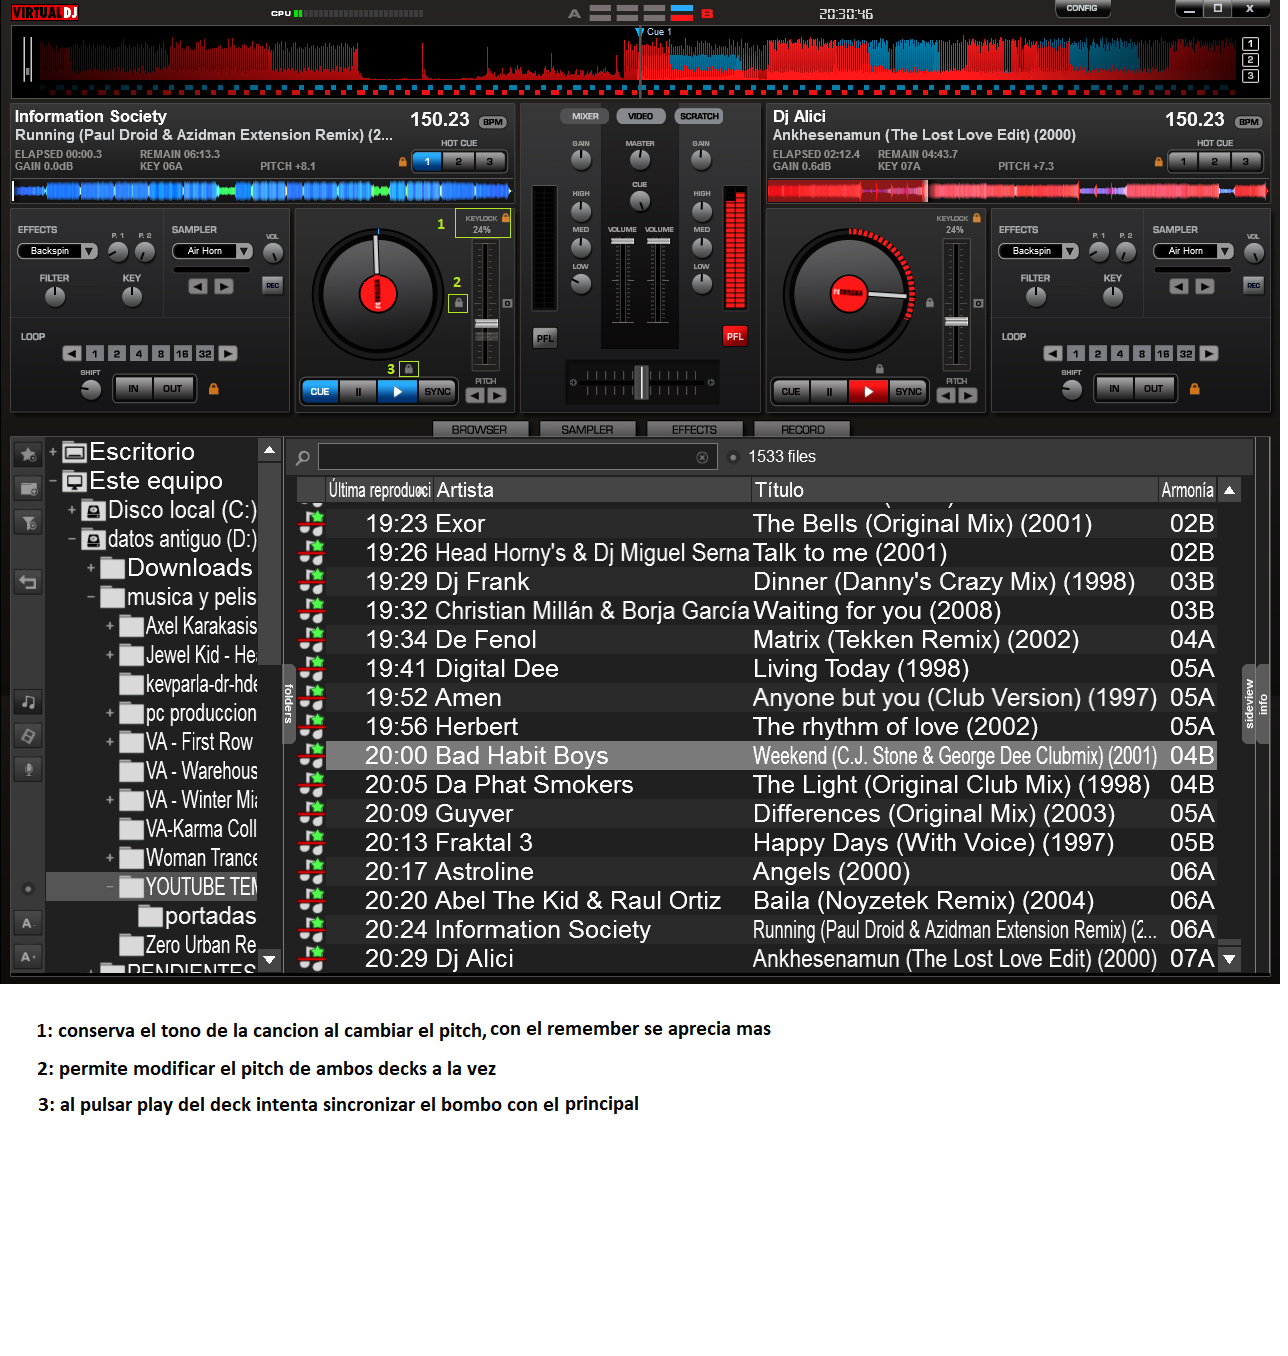 VIRTUAL DJ
CPU
A
B
20:30:46
CONFIG
X
Cue 1
1
2
3
Information Society
150.23 BPM
Running (Paul Droid & Azidman Extension Remix) (2...
HOT CUE
ELAPSED 00:00.3 REMAIN 06:13.3
GAIN 0.0dB KEY 06A PITCH +8.1
1 2 3
MIXER VIDEO SCRATCH
GAIN MASTER GAIN
CUE
HIGH HIGH
MED VOLUME VOLUME MED
LOW LOW
PFL PFL
Dj Alici
150.23 BPM
Ankhesenamun (The Lost Love Edit) (2000)
HOT CUE
ELAPSED 02:12.4 REMAIN 04:43.7
GAIN 0.6dB KEY 07A PITCH +7.3
1 2 3
EFFECTS P. 1 P. 2 SAMPLER VOL
Backspin Air Horn
FILTER KEY REC
LOOP
1 2 4 8 16 32
SHIFT IN OUT
1 KEYLOCK
24%
2
3
PITCH
CUE II SYNC
KEYLOCK
24%
PITCH
CUE II SYNC
EFFECTS P. 1 P. 2 SAMPLER VOL
Backspin Air Horn
FILTER KEY REC
LOOP
1 2 4 8 16 32
SHIFT IN OUT
BROWSER SAMPLER EFFECTS RECORD
Escritorio
Este equipo
Disco local (C:)
datos antiguo (D:)
Downloads
musica y pelis
Axel Karakasis
Jewel Kid - Hea
kevparla-dr-hde
pc produccion
VA - First Row
VA - Warehous
VA - Winter Mia
VA-Karma Coll
Woman Trance
YOUTUBE TEM
portadas
Zero Urban Re
PENDIENTES
A-
A+
folders
sideview
info
1533 files
Última reproducci Artista Título Armonía
19:23 Exor The Bells (Original Mix) (2001) 02B
19:26 Head Horny's & Dj Miguel Serna Talk to me (2001) 02B
19:29 Dj Frank Dinner (Danny's Crazy Mix) (1998) 03B
19:32 Christian Millán & Borja García Waiting for you (2008) 03B
19:34 De Fenol Matrix (Tekken Remix) (2002) 04A
19:41 Digital Dee Living Today (1998) 05A
19:52 Amen Anyone but you (Club Version) (1997) 05A
19:56 Herbert The rhythm of love (2002) 05A
20:00 Bad Habit Boys Weekend (C.J. Stone & George Dee Clubmix) (2001) 04B
20:05 Da Phat Smokers The Light (Original Club Mix) (1998) 04B
20:09 Guyver Differences (Original Mix) (2003) 05A
20:13 Fraktal 3 Happy Days (With Voice) (1997) 05B
20:17 Astroline Angels (2000) 06A
20:20 Abel The Kid & Raul Ortiz Baila (Noyzetek Remix) (2004) 06A
20:24 Information Society Running (Paul Droid & Azidman Extension Remix) (2... 06A
20:29 Dj Alici Ankhesenamun (The Lost Love Edit) (2000) 07A
1: conserva el tono de la cancion al cambiar el pitch, con el remember se aprecia mas
2: permite modificar el pitch de ambos decks a la vez
3: al pulsar play del deck intenta sincronizar el bombo con el principal